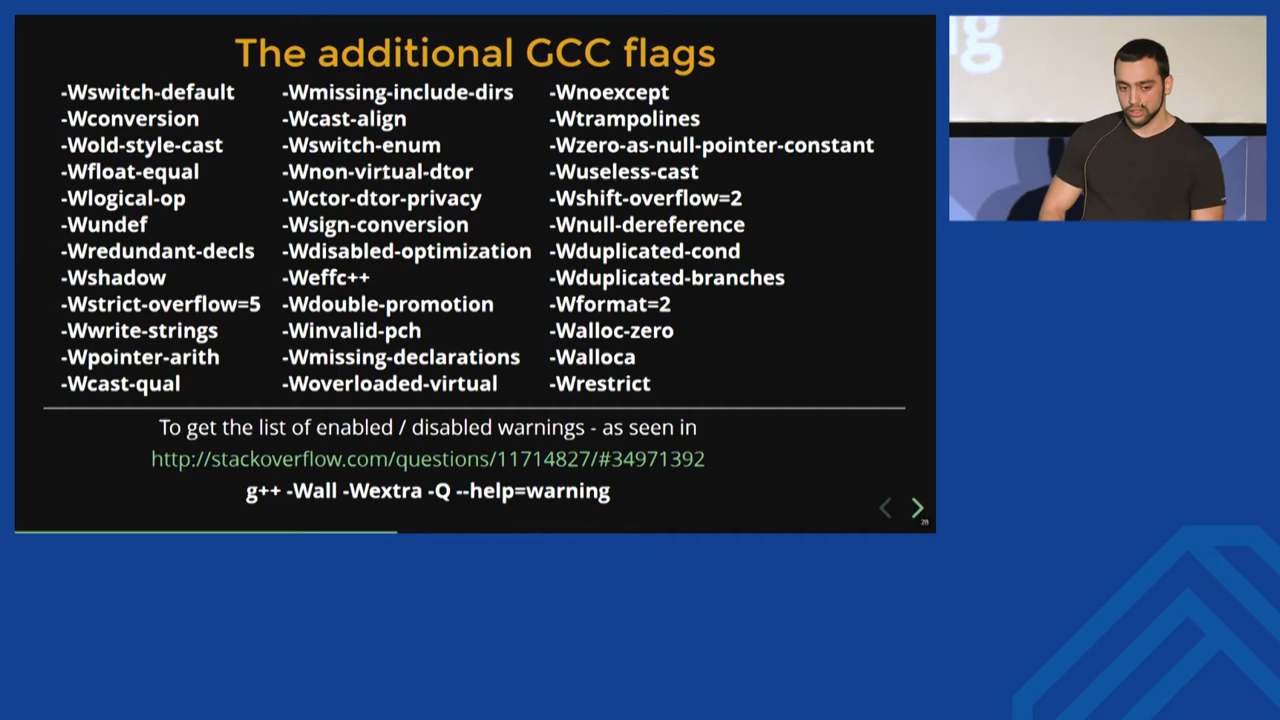 The additional GCC flags
-Wswitch-default
-Wconversion
-Wold-style-cast
-Wfloat-equal
-Wlogical-op
-Wundef
-Wredundant-decls
-Wshadow
-Wstrict-overflow=5
-Wwrite-strings
-Wpointer-arith
-Wcast-qual
-Wmissing-include-dirs
-Wcast-align
-Wswitch-enum
-Wnon-virtual-dtor
-Wctor-dtor-privacy
-Wsign-conversion
-Wdisabled-optimization
-Weffc++
-Wdouble-promotion
-Winvalid-pch
-Wmissing-declarations
-Woverloaded-virtual
-Wnoexcept
-Wtrampolines
-Wzero-as-null-pointer-constant
-Wuseless-cast
-Wshift-overflow=2
-Wnull-dereference
-Wduplicated-cond
-Wduplicated-branches
-Wformat=2
-Walloc-zero
-Walloca
-Wrestrict
To get the list of enabled / disabled warnings - as seen in
http://stackoverflow.com/questions/11714827/#34971392
g++ -Wall -Wextra -Q --help=warning
28